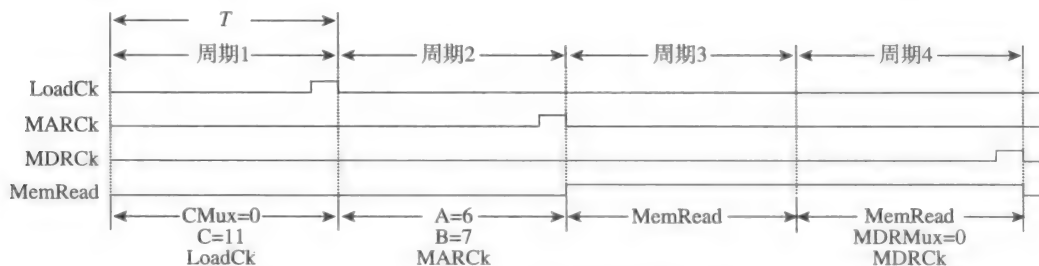 T
周期1 周期2 周期3 周期4
LoadCk
MARCk
MDRCk
MemRead
CMux=0 A=6 MemRead MemRead
C=11 B=7 MDRMux=0
LoadCk MARCk MDRCk